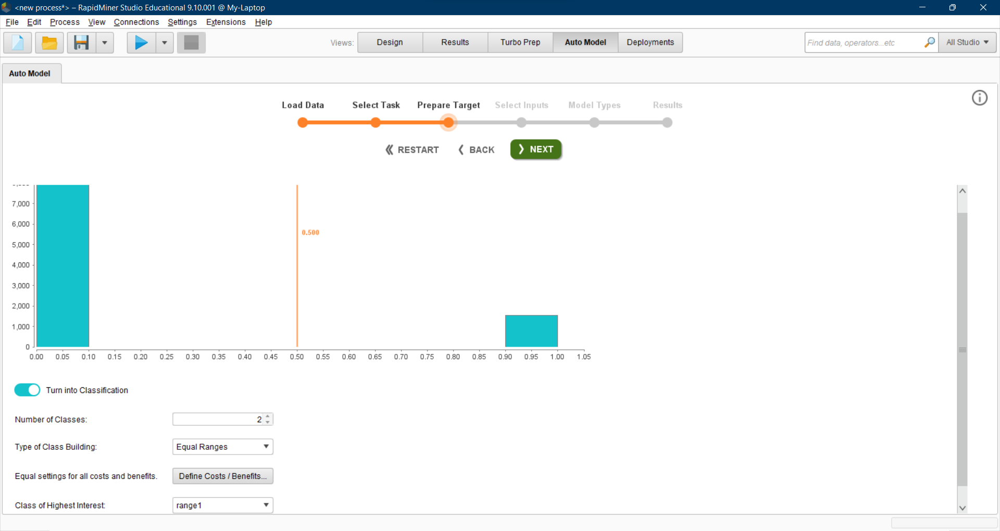 <new process*> – RapidMiner Studio Educational 9.10.001 @ My-Laptop
File Edit Process View Connections Settings Extensions Help
Views: Design Results Turbo Prep Auto Model Deployments Find data, operators...etc All Studio
Auto Model
Load Data Select Task Prepare Target Select Inputs Model Types Results
RESTART BACK NEXT
7,000
6,000
0.500
5,000
4,000
3,000
2,000
1,000
0
0.00 0.05 0.10 0.15 0.20 0.25 0.30 0.35 0.40 0.45 0.50 0.55 0.60 0.65 0.70 0.75 0.80 0.85 0.90 0.95 1.00 1.05
Turn into Classification
Number of Classes: 2
Type of Class Building: Equal Ranges
Equal settings for all costs and benefits. Define Costs / Benefits...
Class of Highest Interest: range1